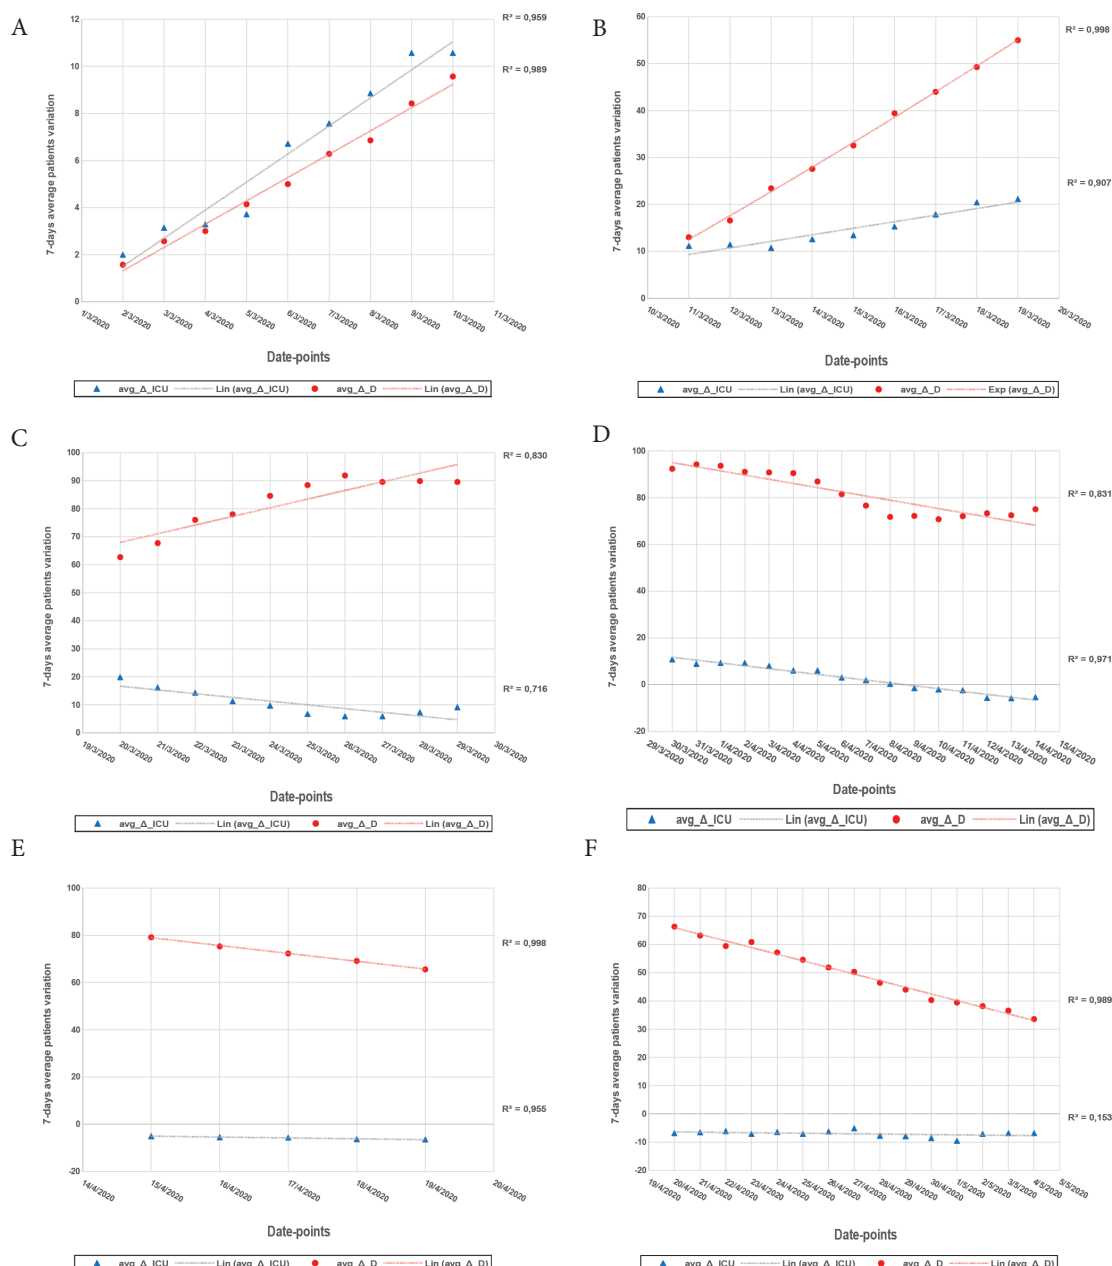 A
R² = 0,959
R² = 0,989
7-days average patients variation
12
10
8
6
4
2
0
1/3/2020 2/3/2020 3/3/2020 4/3/2020 5/3/2020 6/3/2020 7/3/2020 8/3/2020 9/3/2020 10/3/2020 11/3/2020
Date-points
avg_Δ_ICU Lin (avg_Δ_ICU) avg_Δ_D Lin (avg_Δ_D)
B
R² = 0,998
R² = 0,907
7-days average patients variation
60
50
40
30
20
10
0
10/3/2020 11/3/2020 12/3/2020 13/3/2020 14/3/2020 15/3/2020 16/3/2020 17/3/2020 18/3/2020 19/3/2020 20/3/2020
Date-points
avg_Δ_ICU Lin (avg_Δ_ICU) avg_Δ_D Exp (avg_Δ_D)
C
R² = 0,830
R² = 0,716
7-days average patients variation
100
90
80
70
60
50
40
30
20
10
0
19/3/2020 20/3/2020 21/3/2020 22/3/2020 23/3/2020 24/3/2020 25/3/2020 26/3/2020 27/3/2020 28/3/2020 29/3/2020 30/3/2020
Date-points
avg_Δ_ICU Lin (avg_Δ_ICU) avg_Δ_D Lin (avg_Δ_D)
D
R² = 0,831
R² = 0,971
7-days average patients variation
100
80
60
40
20
0
-20
29/3/2020 30/3/2020 31/3/2020 1/4/2020 2/4/2020 3/4/2020 4/4/2020 5/4/2020 6/4/2020 7/4/2020 8/4/2020 9/4/2020 10/4/2020 11/4/2020 12/4/2020 13/4/2020 14/4/2020 15/4/2020
Date-points
avg_Δ_ICU Lin (avg_Δ_ICU) avg_Δ_D Lin (avg_Δ_D)
E
R² = 0,998
R² = 0,955
7-days average patients variation
100
80
60
40
20
0
-20
14/4/2020 15/4/2020 16/4/2020 17/4/2020 18/4/2020 19/4/2020 20/4/2020
Date-points
avg_Δ_ICU Lin (avg_Δ_ICU) avg_Δ_D Lin (avg_Δ_D)
F
R² = 0,989
R² = 0,153
7-days average patients variation
80
70
60
50
40
30
20
10
0
-10
-20
19/4/2020 20/4/2020 21/4/2020 22/4/2020 23/4/2020 24/4/2020 25/4/2020 26/4/2020 27/4/2020 28/4/2020 29/4/2020 30/4/2020 1/5/2020 2/5/2020 3/5/2020 4/5/2020 5/5/2020
Date-points
avg_Δ_ICU Lin (avg_Δ_ICU) avg_Δ_D Lin (avg_Δ_D)